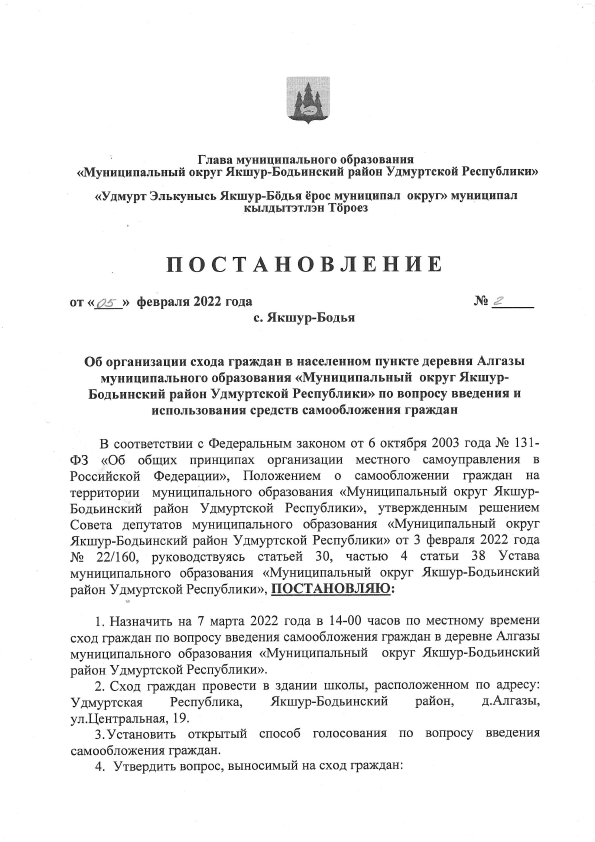 Глава муниципального образования
«Муниципальный округ Якшур-Бодьинский район Удмуртской Республики»
«Удмурт Элькунысь Якшур-Бӧдья ёрос муниципал округ» муниципал
кылдытэтлэн Тӧроез
ПОСТАНОВЛЕНИЕ
от «05» февраля 2022 года № 2
с. Якшур-Бодья
Об организации схода граждан в населенном пункте деревня Алгазы
муниципального образования «Муниципальный округ Якшур-
Бодьинский район Удмуртской Республики» по вопросу введения и
использования средств самообложения граждан
В соответствии с Федеральным законом от 6 октября 2003 года № 131-
ФЗ «Об общих принципах организации местного самоуправления в
Российской Федерации», Положением о самообложении граждан на
территории муниципального образования «Муниципальный округ Якшур-
Бодьинский район Удмуртской Республики», утвержденным решением
Совета депутатов муниципального образования «Муниципальный округ
Якшур-Бодьинский район Удмуртской Республики» от 3 февраля 2022 года
№ 22/160, руководствуясь статьей 30, частью 4 статьи 38 Устава
муниципального образования «Муниципальный округ Якшур-Бодьинский
район Удмуртской Республики», ПОСТАНОВЛЯЮ:
1. Назначить на 7 марта 2022 года в 14-00 часов по местному времени
сход граждан по вопросу введения самообложения граждан в деревне Алгазы
муниципального образования «Муниципальный округ Якшур-Бодьинский
район Удмуртской Республики».
2. Сход граждан провести в здании школы, расположенном по адресу:
Удмуртская Республика, Якшур-Бодьинский район, д.Алгазы,
ул.Центральная, 19.
3.Установить открытый способ голосования по вопросу введения
самообложения граждан.
4. Утвердить вопрос, выносимый на сход граждан: